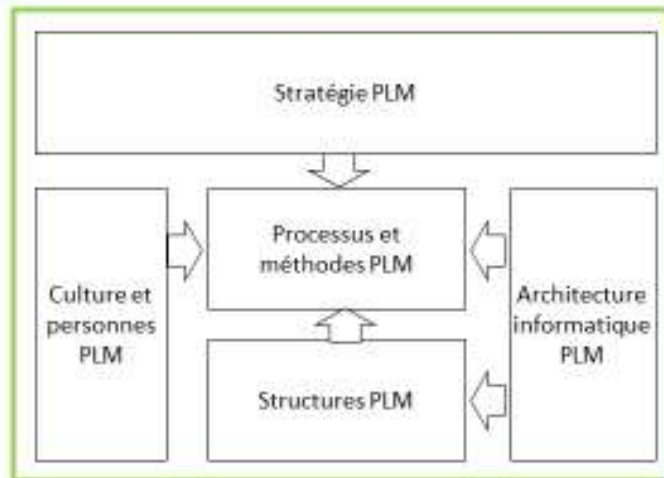 Stratégie PLM
Processus et
méthodes PLM
Culture et
personnes
PLM
Architecture
informatique
PLM
Structures PLM